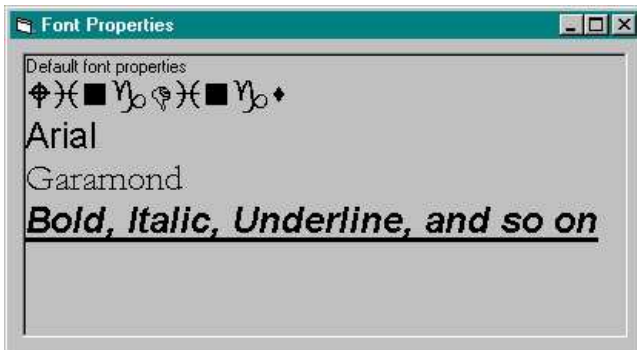 Font Properties
Default font properties
🕈♓■♑👎♓■♑⬧
Arial
Garamond
Bold, Italic, Underline, and so on